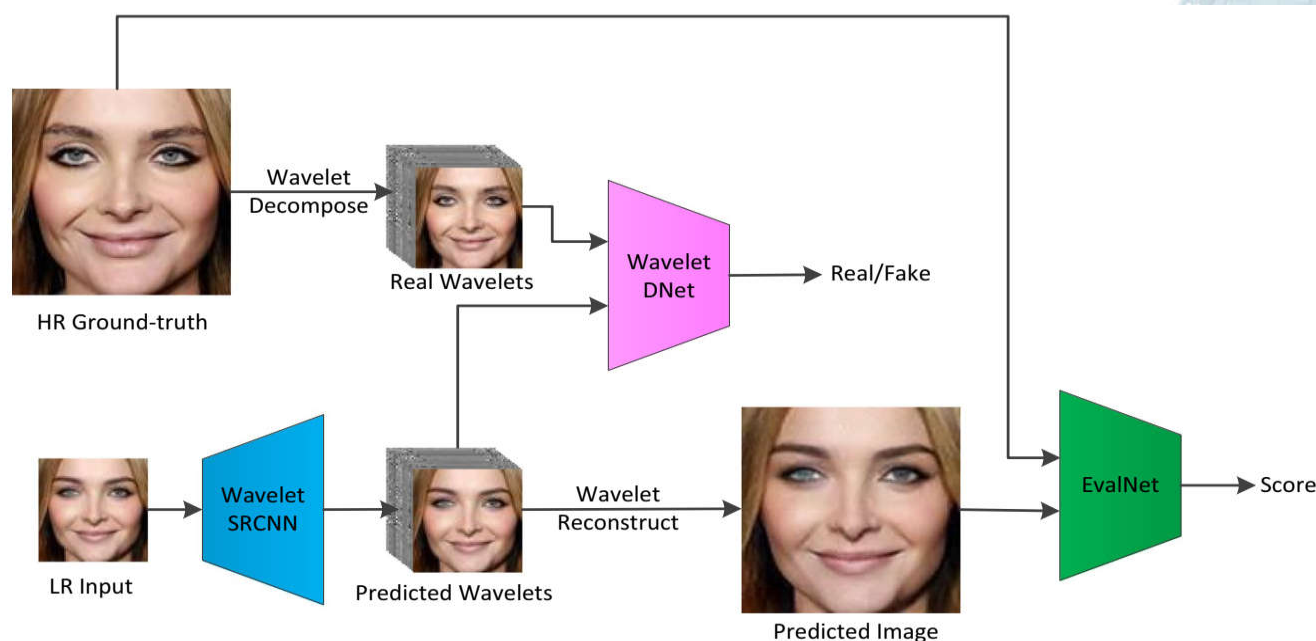 Wavelet
Decompose
Real Wavelets
HR Ground-truth
Wavelet
DNet
Real/Fake
LR Input
Wavelet
SRCNN
Predicted Wavelets
Wavelet
Reconstruct
Predicted Image
EvalNet
Score